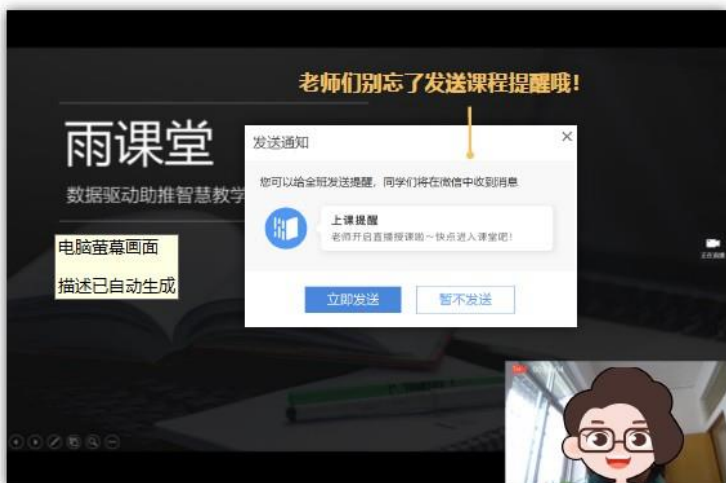 老师们别忘了发送课程提醒哦!
雨课堂
数据驱动助推智慧教学
发送通知
您可以给全班发送提醒,同学们将在微信中收到消息
上课提醒
老师开启直播授课啦~快点进入课堂吧!
立即发送
暂不发送
电脑萤幕画面
描述已自动生成